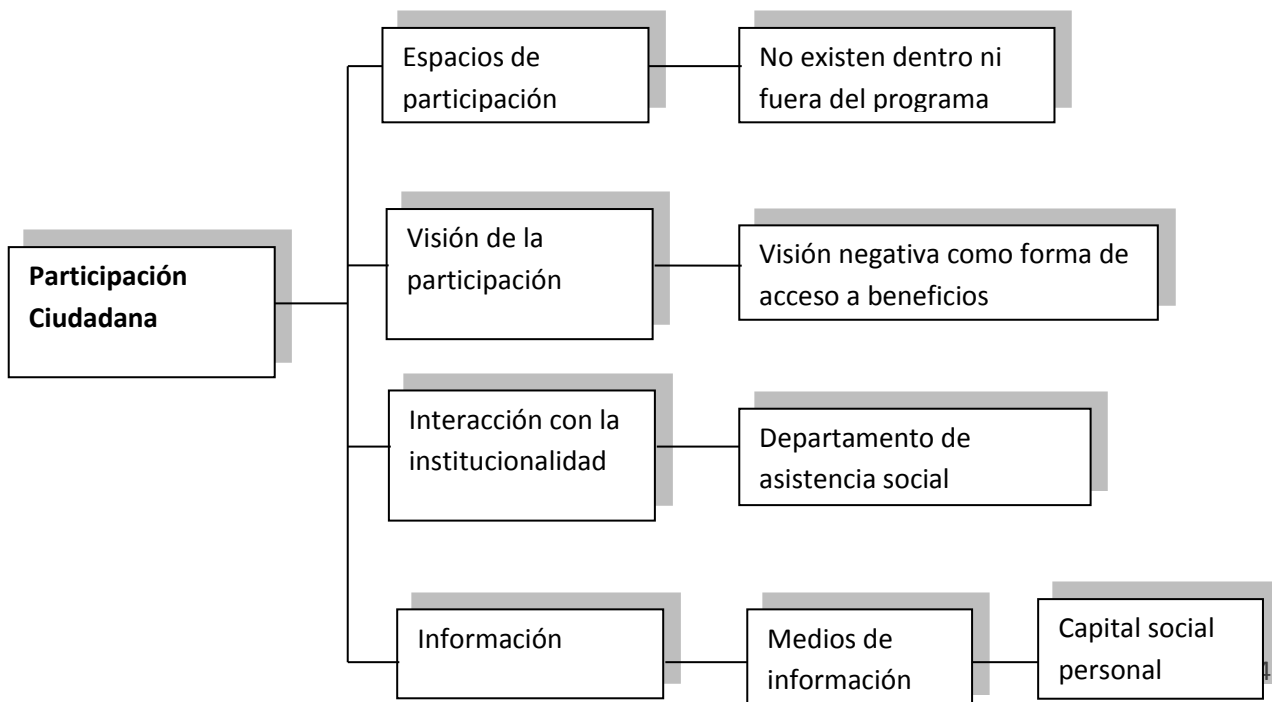 Espacios de
participación
No existen dentro ni
fuera del programa
Visión de la
participación
Visión negativa como forma de
acceso a beneficios
Participación
Ciudadana
Interacción con la
institucionalidad
Departamento de
asistencia social
Información
Medios de
información
Capital social
personal
4